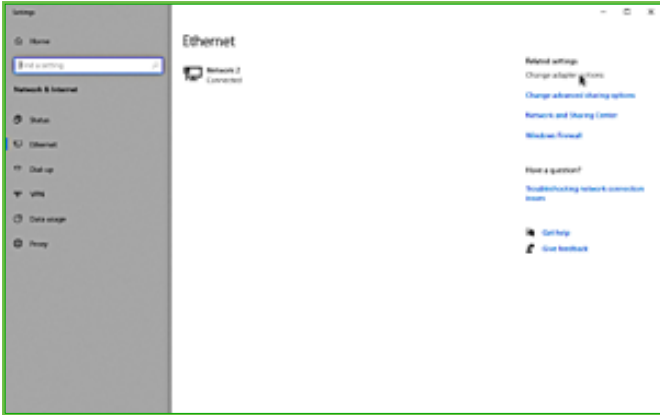 Settings
Home
Find a setting
Network & Internet
Status
Ethernet
Dial-up
VPN
Data usage
Proxy
Ethernet
Network 2
Connected
Related settings
Change adapter options
Change advanced sharing options
Network and Sharing Center
Windows Firewall
Have a question?
Troubleshooting network connection
issues
Get help
Give feedback